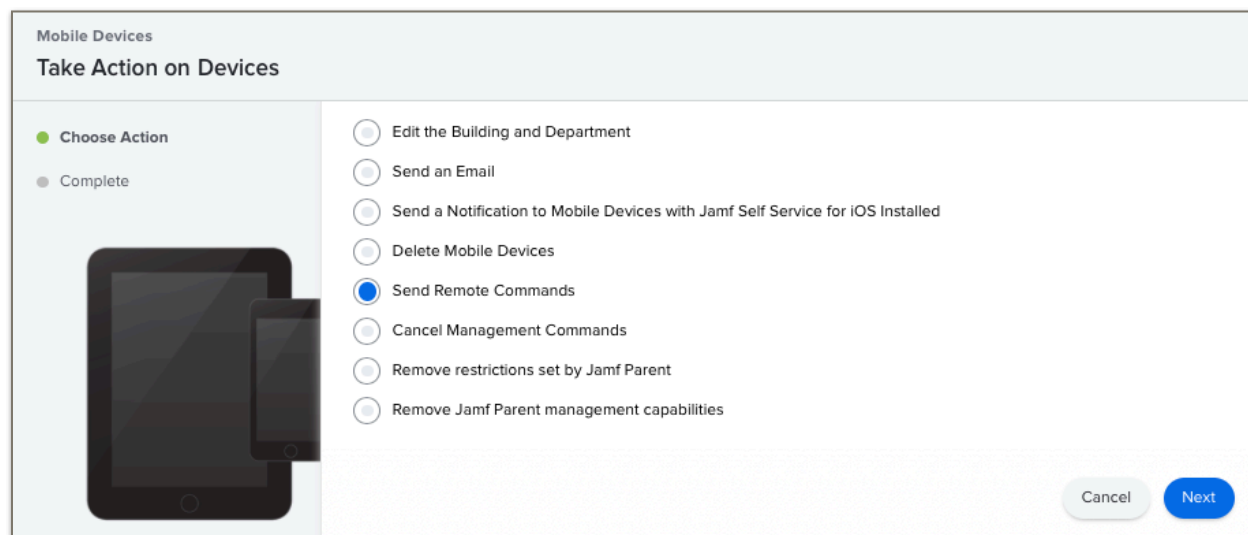 Mobile Devices
Take Action on Devices
Choose Action
Complete
Edit the Building and Department
Send an Email
Send a Notification to Mobile Devices with Jamf Self Service for iOS Installed
Delete Mobile Devices
Send Remote Commands
Cancel Management Commands
Remove restrictions set by Jamf Parent
Remove Jamf Parent management capabilities
Cancel
Next